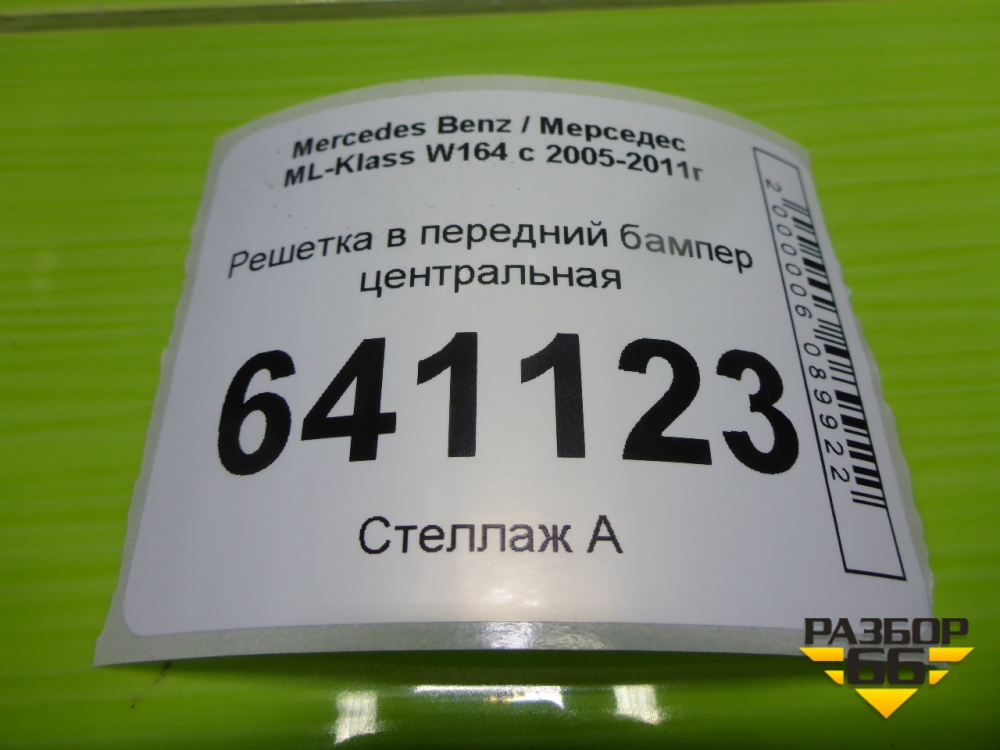 Mercedes Benz / Мерседес
ML-Klass W164 с 2005-2011г
Решетка в передний бампер
центральная
641123
Стеллаж А
2000006089922
РАЗБОР
66